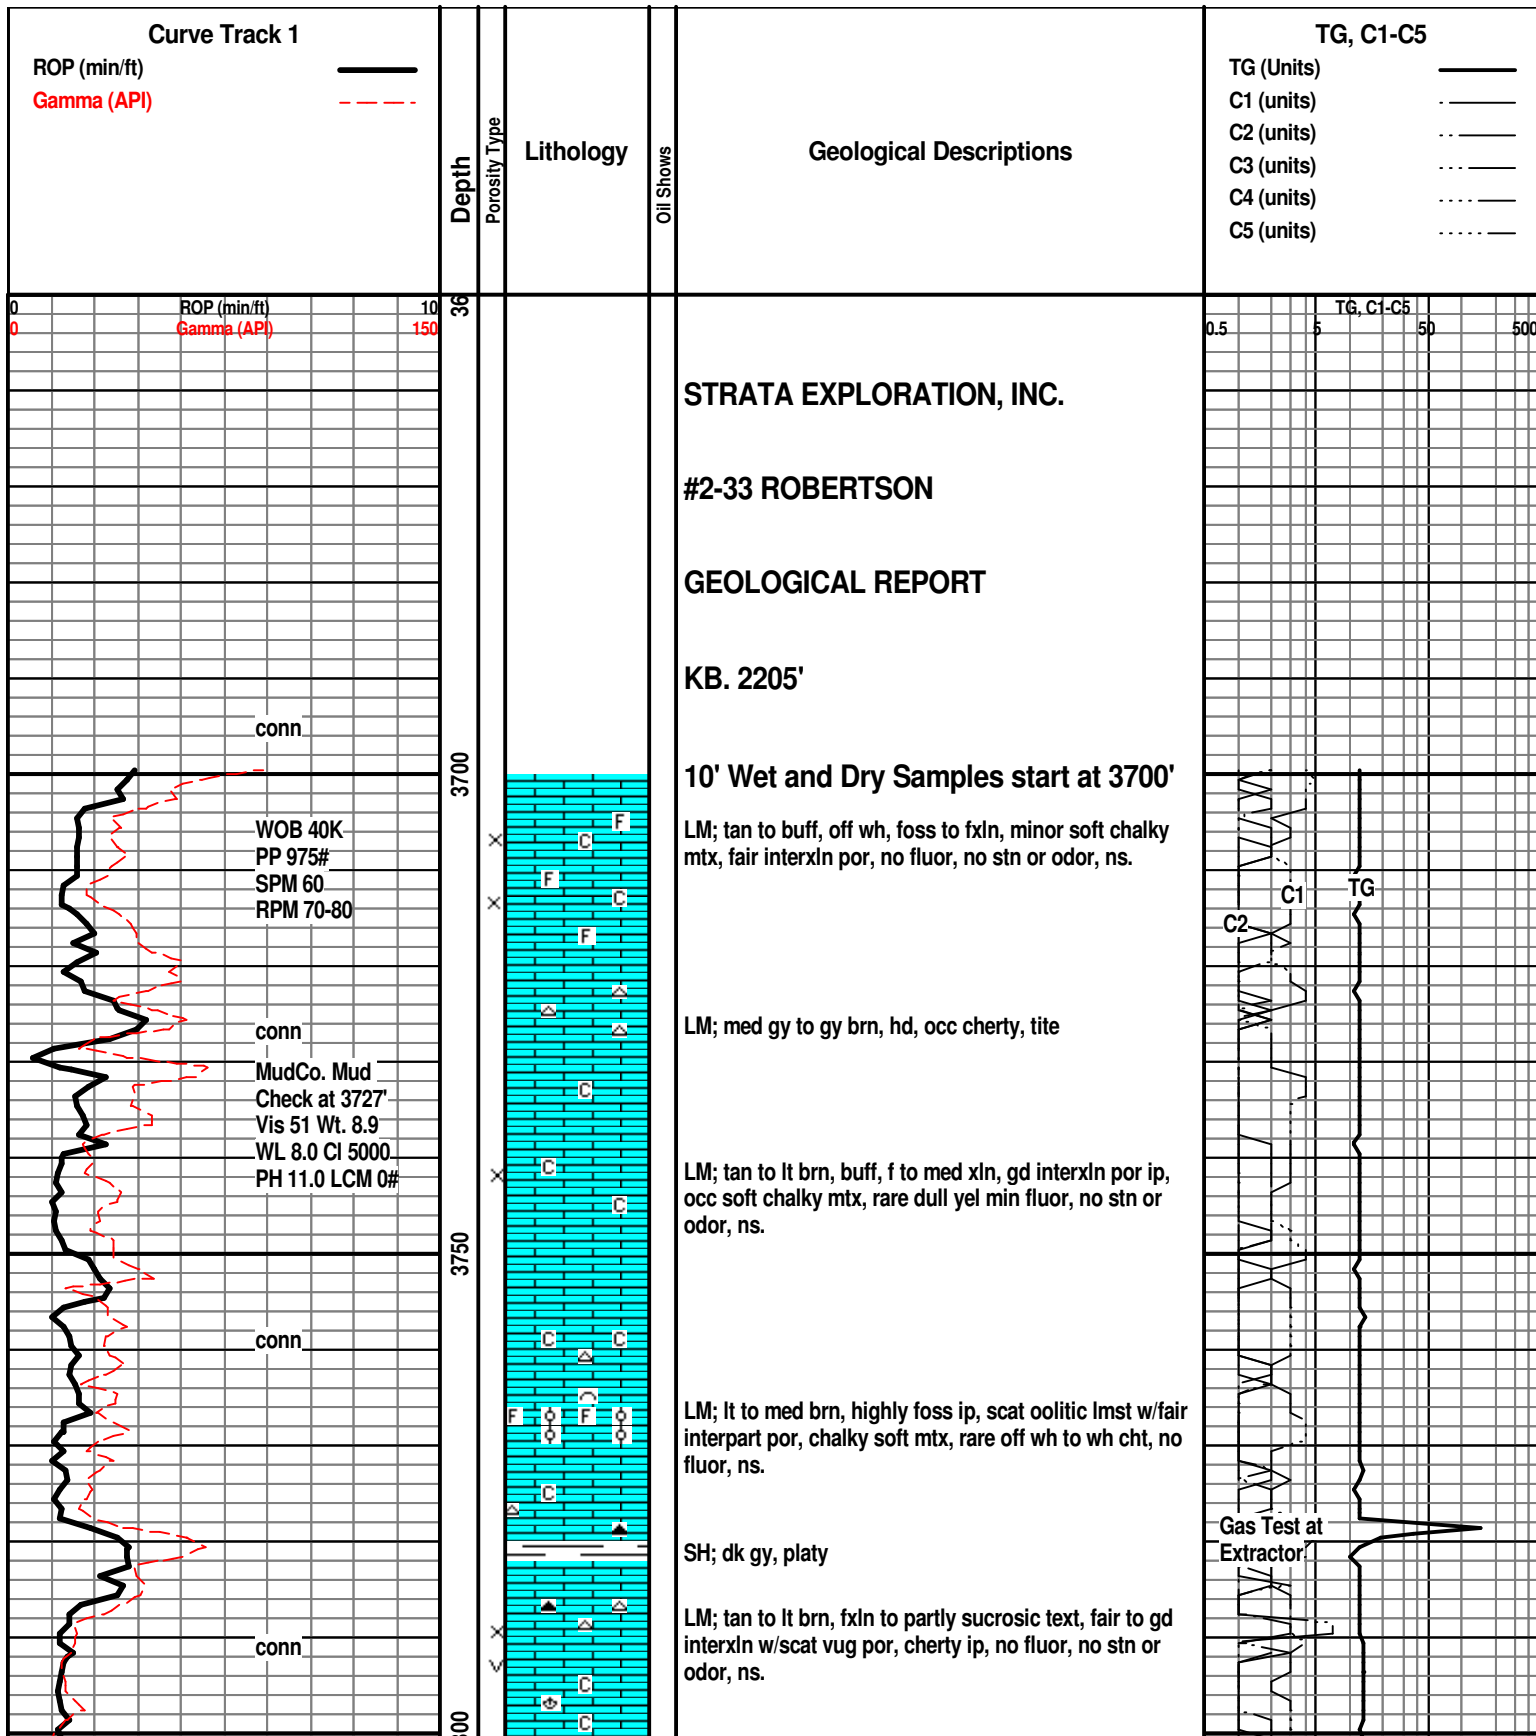 Curve Track 1
ROP (min/ft)
Gamma (API)
Depth
Porosity Type
Lithology
Oil Shows
Geological Descriptions
TG, C1-C5
TG (Units)
C1 (units)
C2 (units)
C3 (units)
C4 (units)
C5 (units)
0 ROP (min/ft) 10
0 Gamma (API) 150
36
TG, C1-C5
0.5 5 50 500
STRATA EXPLORATION, INC.
#2-33 ROBERTSON
GEOLOGICAL REPORT
KB. 2205'
conn
3700
10' Wet and Dry Samples start at 3700'
WOB 40K
PP 975#
SPM 60
RPM 70-80
F
C
F
C
F
LM; tan to buff, off wh, foss to fxln, minor soft chalky
mtx, fair interxln por, no fluor, no stn or odor, ns.
C1
TG
C2
conn
LM; med gy to gy brn, hd, occ cherty, tite
MudCo. Mud
Check at 3727'
Vis 51 Wt. 8.9
WL 8.0 Cl 5000
PH 11.0 LCM 0#
C
C
C
LM; tan to lt brn, buff, f to med xln, gd interxln por ip,
occ soft chalky mtx, rare dull yel min fluor, no stn or
odor, ns.
3750
conn
C C
F F
LM; lt to med brn, highly foss ip, scat oolitic lmst w/fair
interpart por, chalky soft mtx, rare off wh to wh cht, no
fluor, ns.
C
Gas Test at
Extractor
SH; dk gy, platy
LM; tan to lt brn, fxln to partly sucrosic text, fair to gd
interxln w/scat vug por, cherty ip, no fluor, no stn or
odor, ns.
conn
C
C